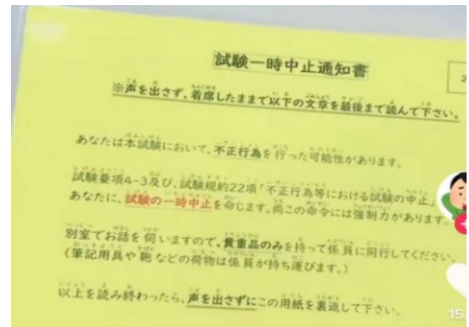 試験一時中止通知書
2
※声を出さず、着席したままで以下の文章を最後まで読んで下さい。
あなたは本試験において、不正行為を行った可能性があります。
試験要項4-3及び、試験規約22項「不正行為等における試験の中止」
あなたに、試験の一時中止を命じます。尚この命令には強制力があります。
別室でお話を伺いますので、貴重品のみを持って係員に同行してください。
(筆記用具や鞄などの荷物は係員が持ち運びます。)
以上を読み終わったら、声を出さずにこの用紙を裏返して下さい。
15.